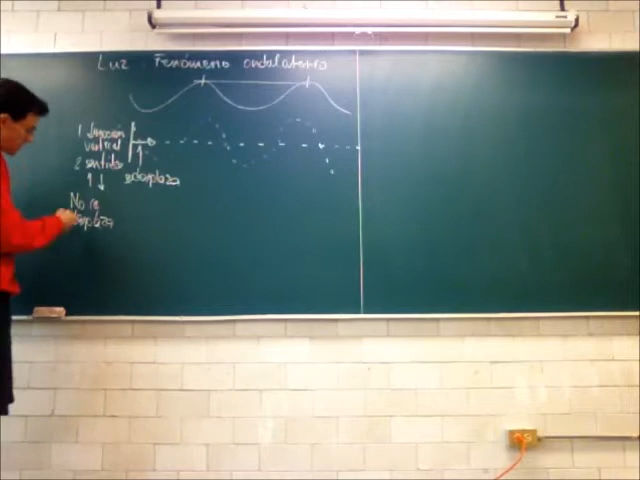 Luz Fenómeno ondulatorio
1 dirección
vertical
2 sentidos
↑ ↓
se desplaza
No se
desplaza